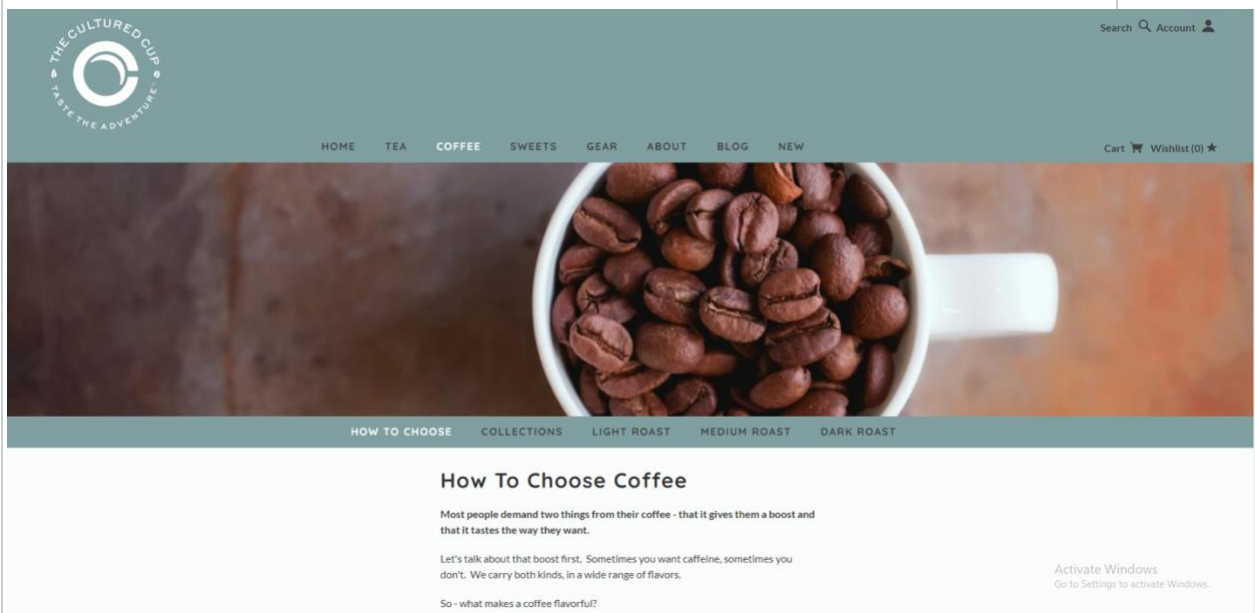 THE CULTURED CUP
TASTE THE ADVENTURE
Search Account
HOME TEA COFFEE SWEETS GEAR ABOUT BLOG NEW
Cart Wishlist (0)
HOW TO CHOOSE COLLECTIONS LIGHT ROAST MEDIUM ROAST DARK ROAST
How To Choose Coffee
Most people demand two things from their coffee - that it gives them a boost and
that it tastes the way they want.
Let's talk about that boost first. Sometimes you want caffeine, sometimes you
don't. We carry both kinds, in a wide range of flavors.
So - what makes a coffee flavorful?
Activate Windows
Go to Settings to activate Windows.